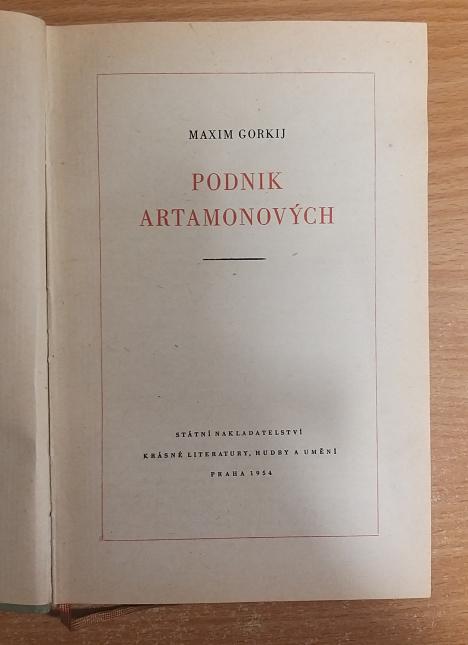 MAXIM GORKIJ
PODNIK
ARTAMONOVÝCH
STÁTNÍ NAKLADATELSTVÍ
KRÁSNÉ LITERATURY, HUDBY A UMĚNÍ
PRAHA 1954